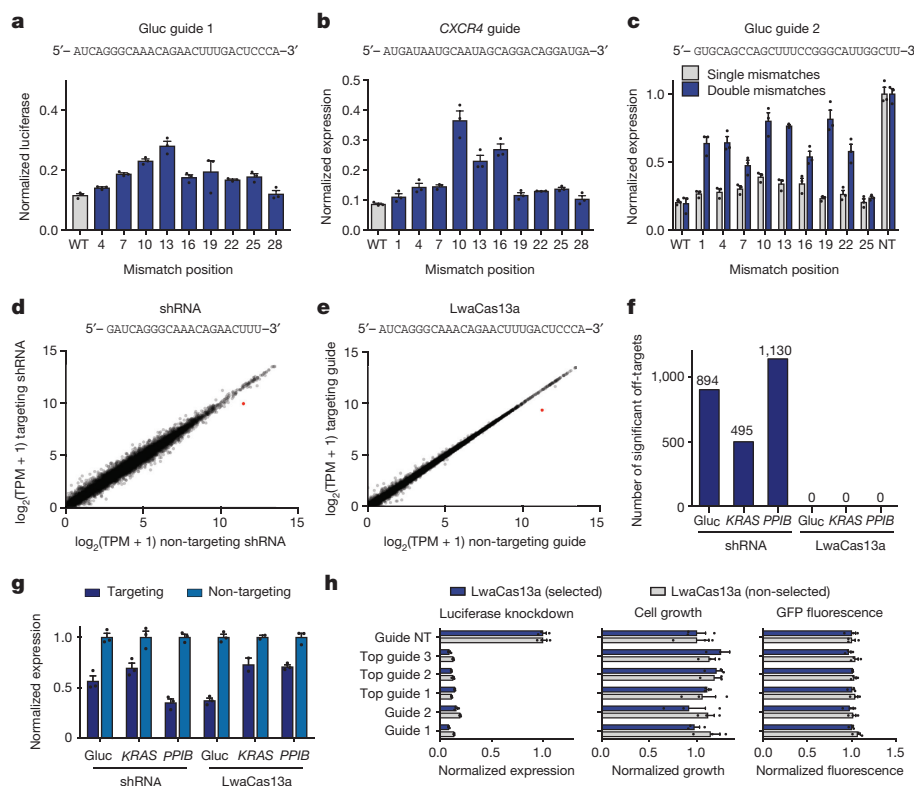 a
Gluc guide 1
5′– AUCAGGGCAAACAGAACUUUGACUCCCA –3′
Normalized luciferase
0.6
0.4
0.2
0.0
WT 4 7 10 13 16 19 22 25 28
Mismatch position
b
CXCR4 guide
5′– AUGAUAAUGCAAUAGCAGGACAGGAUGA –3′
Normalized expression
0.5
0.4
0.3
0.2
0.1
0.0
WT 1 4 7 10 13 16 19 22 25 28
Mismatch position
c
Gluc guide 2
5′– GUGCAGCCAGCUUUCCGGGCAUUGGCUU –3′
Single mismatches
Double mismatches
Normalized expression
1.0
0.5
0.0
WT 1 4 7 10 13 16 19 22 25 NT
Mismatch position
d
shRNA
5′– GAUCAGGGCAAACAGAACUUU –3′
log2(TPM + 1) targeting shRNA
15
10
5
0
0 5 10 15
log2(TPM + 1) non-targeting shRNA
e
LwaCas13a
5′– AUCAGGGCAAACAGAACUUUGACUCCCA –3′
log2(TPM + 1) targeting guide
15
10
5
0
0 5 10 15
log2(TPM + 1) non-targeting guide
f
Number of significant off-targets
1,000
500
0
894
495
1,130
0 0 0
Gluc KRAS PPIB Gluc KRAS PPIB
shRNA LwaCas13a
g
Targeting Non-targeting
Normalized expression
1.0
0.5
0.0
Gluc KRAS PPIB Gluc KRAS PPIB
shRNA LwaCas13a
h
LwaCas13a (selected) LwaCas13a (non-selected)
Luciferase knockdown Cell growth GFP fluorescence
Guide NT
Top guide 3
Top guide 2
Top guide 1
Guide 2
Guide 1
0.0 0.5 1.0 0.0 0.5 1.0 0.0 0.5 1.0 1.5
Normalized expression Normalized growth Normalized fluorescence